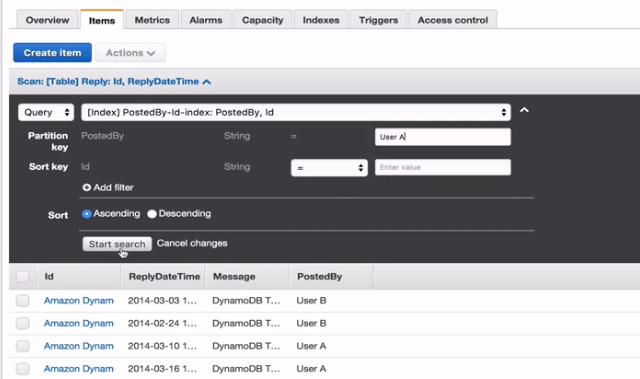 Overview Items Metrics Alarms Capacity Indexes Triggers Access control
Create item Actions
Scan: [Table] Reply: Id, ReplyDateTime
Query [Index] PostedBy-Id-index: PostedBy, Id
Partition key PostedBy String = User A
Sort key Id String = Enter value
Add filter
Sort Ascending Descending
Start search Cancel changes
Id ReplyDateTime Message PostedBy
Amazon Dynam 2014-03-03 1... DynamoDB T... User B
Amazon Dynam 2014-02-24 1... DynamoDB T... User B
Amazon Dynam 2014-03-10 1... DynamoDB T... User A
Amazon Dynam 2014-03-16 1... DynamoDB T... User A